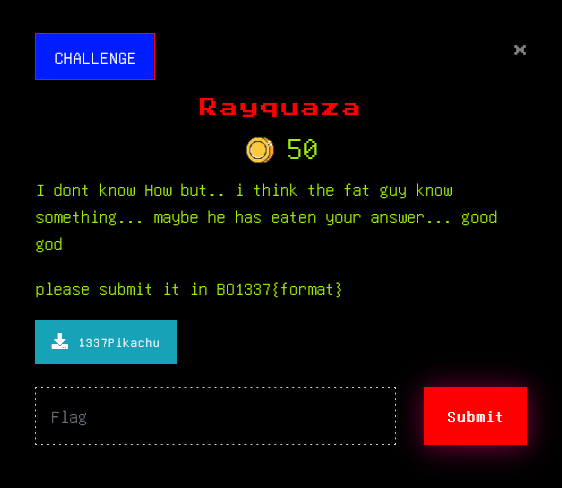 CHALLENGE
×
Rayquaza
50
I dont know How but.. i think the fat guy know
something... maybe he has eaten your answer... good
god
please submit it in BO1337{format}
1337Pikachu
Flag
Submit